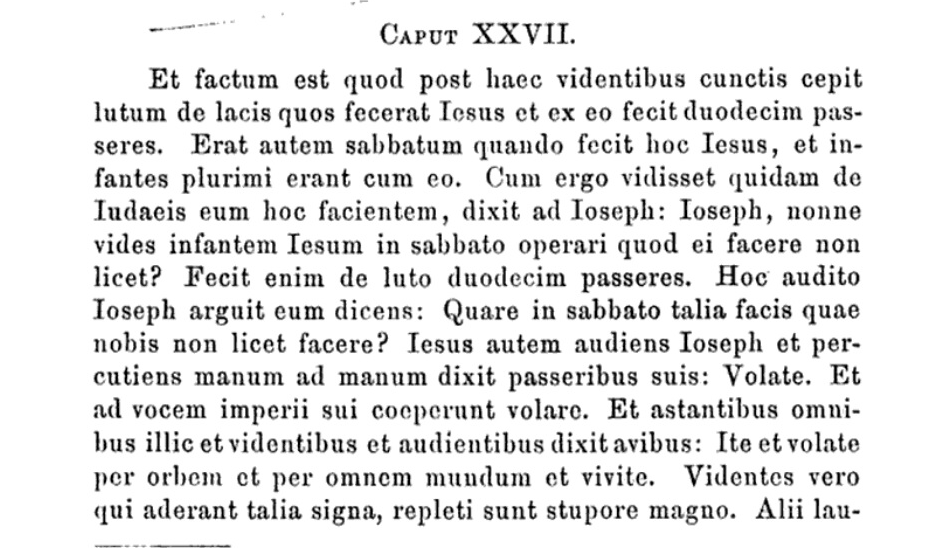 CAPUT XXVII.
Et factum est quod post haec videntibus cunctis cepit
lutum de lacis quos fecerat Iesus et ex eo fecit duodecim pas-
seres. Erat autem sabbatum quando fecit hoc Iesus, et in-
fantes plurimi erant cum eo. Cum ergo vidisset quidam de
Iudaeis eum hoc facientem, dixit ad Ioseph: Ioseph, nonne
vides infantem Iesum in sabbato operari quod ei facere non
licet? Fecit enim de luto duodecim passeres. Hoc audito
Ioseph arguit eum dicens: Quare in sabbato talia facis quae
nobis non licet facere? Iesus autem audiens Ioseph et per-
cutiens manum ad manum dixit passeribus suis: Volate. Et
ad vocem imperii sui coeperunt volare. Et astantibus omni-
bus illic et videntibus et audientibus dixit avibus: Ite et volate
per orbem et per omnem mundum et vivite. Videntes vero
qui aderant talia signa, repleti sunt stupore magno. Alii lau-